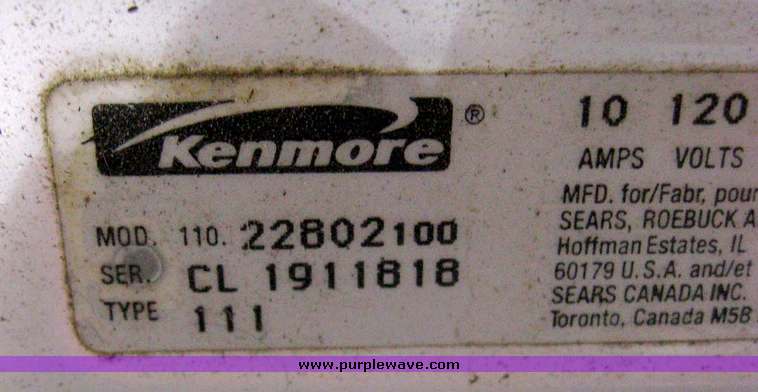 Kenmore ®
MOD. 110. 22802100
SER. CL 1911818
TYPE 111
10 120
AMPS VOLTS
MFD. for/Fabr, pour
SEARS, ROEBUCK A
Hoffman Estates, IL
60179 U.S.A. and/et
SEARS CANADA INC.
Toronto, Canada M5B
www.purplewave.com